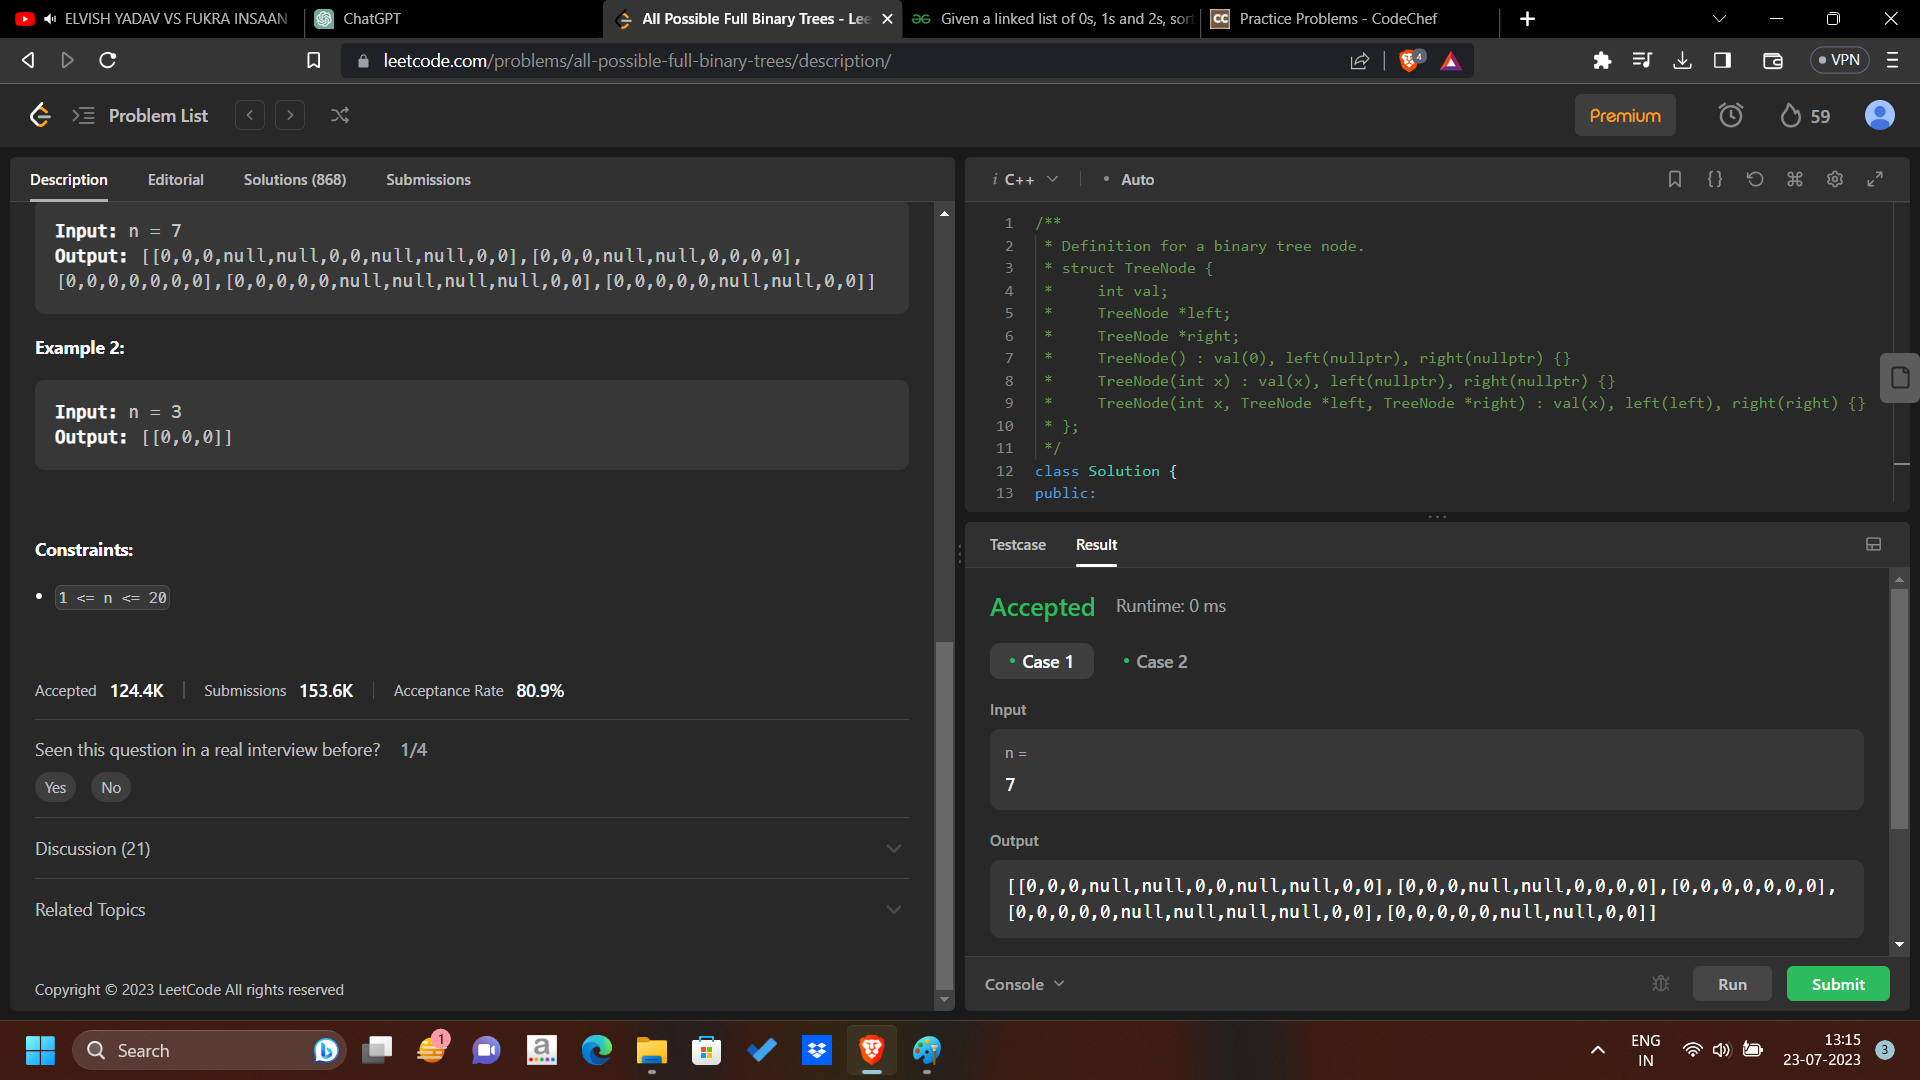 ELVISH YADAV VS FUKRA INSAAN
ChatGPT
All Possible Full Binary Trees - Lee
Given a linked list of 0s, 1s and 2s, sor
CC Practice Problems - CodeChef
leetcode.com/problems/all-possible-full-binary-trees/description/
4
VPN
Problem List
Premium
59
Description
Editorial
Solutions (868)
Submissions
Input: n = 7
Output: [[0,0,0,null,null,0,0,null,null,0,0],[0,0,0,null,null,0,0,0,0],
[0,0,0,0,0,0,0],[0,0,0,0,0,null,null,null,null,0,0],[0,0,0,0,0,null,null,0,0]]
Example 2:
Input: n = 3
Output: [[0,0,0]]
Constraints:
• 1 <= n <= 20
Accepted 124.4K
Submissions 153.6K
Acceptance Rate 80.9%
Seen this question in a real interview before? 1/4
Yes No
Discussion (21)
Related Topics
Copyright © 2023 LeetCode All rights reserved
i C++
• Auto
{}
1 /**
2 * Definition for a binary tree node.
3 * struct TreeNode {
4 * int val;
5 * TreeNode *left;
6 * TreeNode *right;
7 * TreeNode() : val(0), left(nullptr), right(nullptr) {}
8 * TreeNode(int x) : val(x), left(nullptr), right(nullptr) {}
9 * TreeNode(int x, TreeNode *left, TreeNode *right) : val(x), left(left), right(right) {}
10 * };
11 */
12 class Solution {
13 public:
Testcase
Result
Accepted Runtime: 0 ms
• Case 1 • Case 2
Input
n =
7
Output
[[0,0,0,null,null,0,0,null,null,0,0],[0,0,0,null,null,0,0,0,0],[0,0,0,0,0,0,0],
[0,0,0,0,0,null,null,null,null,0,0],[0,0,0,0,0,null,null,0,0]]
Console
Run
Submit
Search
1
a
ENG
IN
13:15
23-07-2023
3